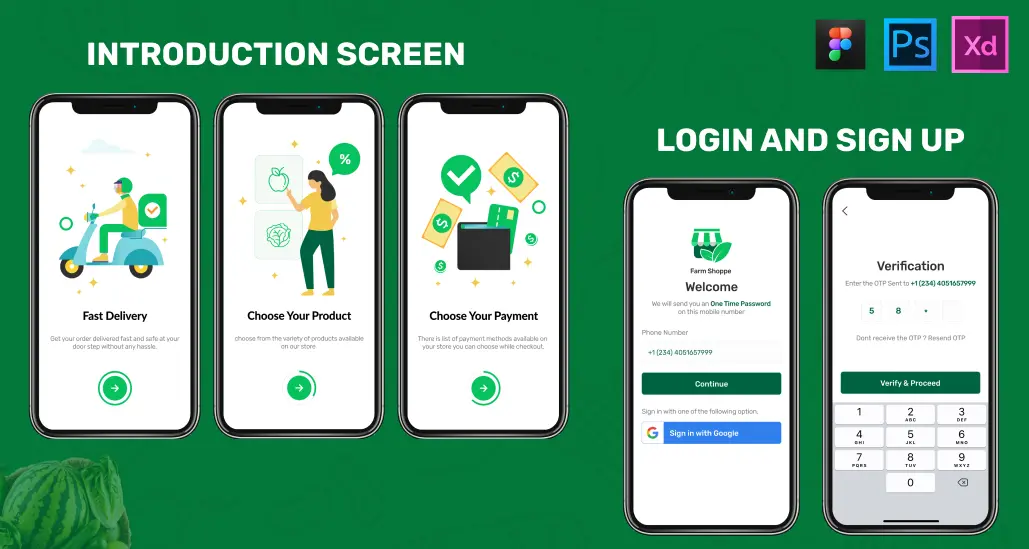 INTRODUCTION SCREEN
Ps
Xd
LOGIN AND SIGN UP
%
Fast Delivery
Get your order delivered fast and safe at your
door step without any hassle.
Choose Your Product
choose from the variety of products available
on our store
$
$
$
$
Choose Your Payment
There is list of payment methods available on
your store you can choose while checkout.
Farm Shoppe
Welcome
We will send you an One Time Password
on this mobile number
Phone Number
+1 (234) 4051657999
Continue
Sign in with one of the following option.
G
Sign in with Google
Verification
Enter the OTP Sent to +1 (234) 4051657999
5 8 *
Dont receive the OTP ? Resend OTP
Verify & Proceed
1 2 3
ABC DEF
4 5 6
GHI JKL MNO
7 8 9
PQRS TUV WXYZ
0